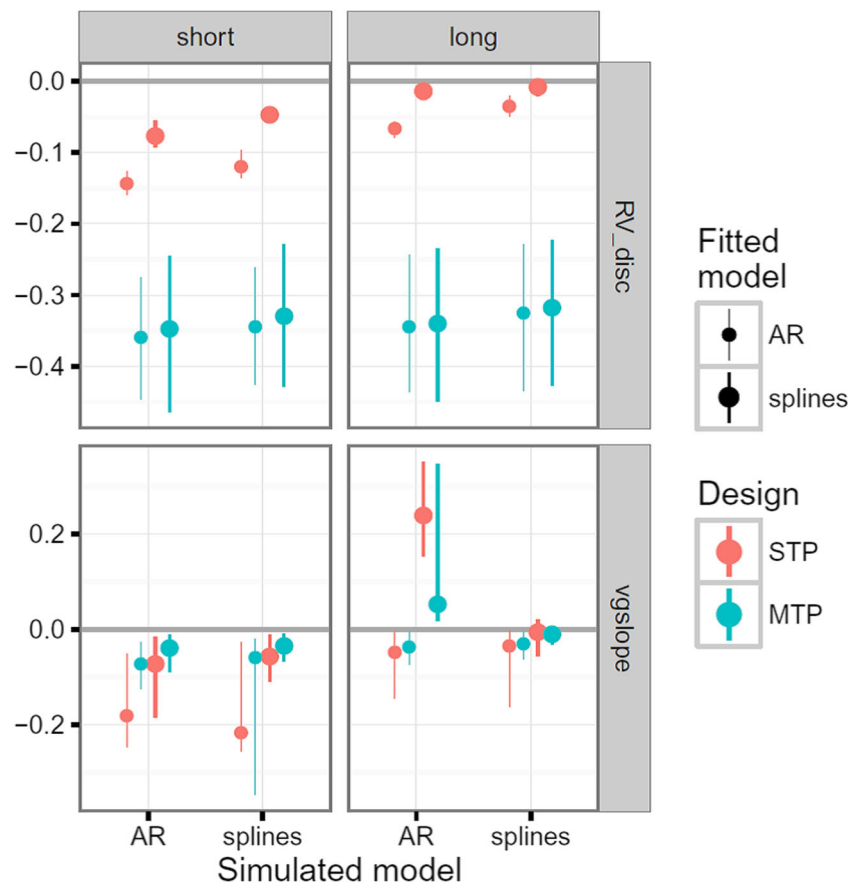 short
long
0.0
−0.1
−0.2
−0.3
−0.4
RV_disc
0.2
0.0
−0.2
vgslope
AR
splines
AR
splines
Simulated model
Fitted
model
AR
splines
Design
STP
MTP